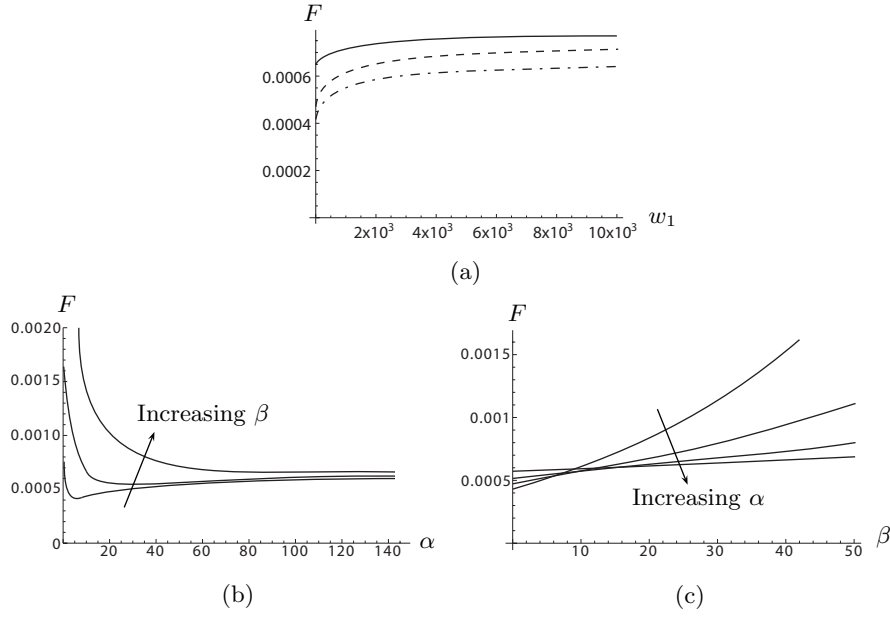 F
0.0006
0.0004
0.0002
2x10³ 4x10³ 6x10³ 8x10³ 10x10³ w₁
(a)
F
0.0020
0.0015
0.0010
0.0005
0
20 40 60 80 100 120 140 α
Increasing β
(b)
F
0.0015
0.001
0.0005
0 10 20 30 40 50 β
Increasing α
(c)